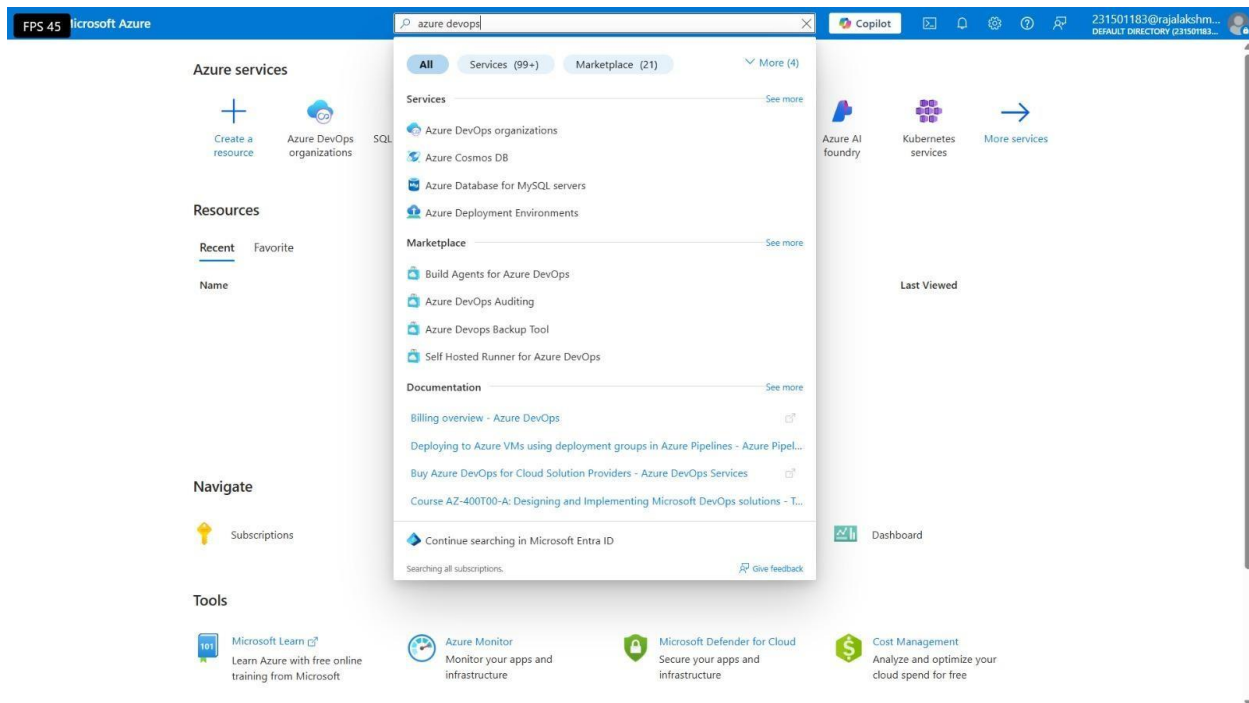 FPS 45
icrosoft Azure
azure devops
Copilot
231501183@rajalakshm...
DEFAULT DIRECTORY (231501183...
Azure services
Create a
resource
Azure DevOps
organizations
SQL
Azure AI
foundry
Kubernetes
services
More services
All
Services (99+)
Marketplace (21)
More (4)
Services
See more
Azure DevOps organizations
Azure Cosmos DB
Azure Database for MySQL servers
Azure Deployment Environments
Marketplace
See more
Build Agents for Azure DevOps
Azure DevOps Auditing
Azure Devops Backup Tool
Self Hosted Runner for Azure DevOps
Documentation
See more
Billing overview - Azure DevOps
Deploying to Azure VMs using deployment groups in Azure Pipelines - Azure Pipel...
Buy Azure DevOps for Cloud Solution Providers - Azure DevOps Services
Course AZ-400T00-A: Designing and Implementing Microsoft DevOps solutions - T...
Continue searching in Microsoft Entra ID
Searching all subscriptions.
Give feedback
Resources
Recent
Favorite
Name
Last Viewed
Navigate
Subscriptions
Dashboard
Tools
101
Microsoft Learn
Learn Azure with free online
training from Microsoft
Azure Monitor
Monitor your apps and
infrastructure
Microsoft Defender for Cloud
Secure your apps and
infrastructure
Cost Management
Analyze and optimize your
cloud spend for free